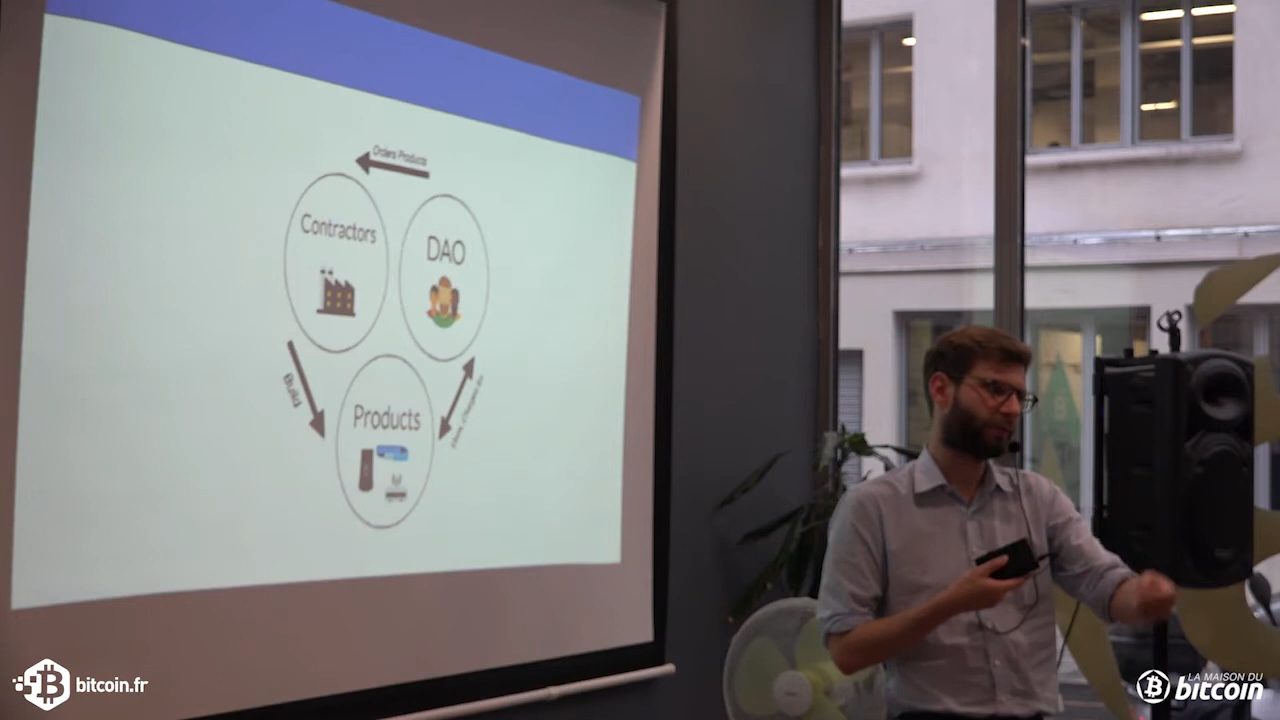 Orders Products
Contractors
DAO
Build
Products
bitcoin.fr
LA MAISON DU
bitcoin